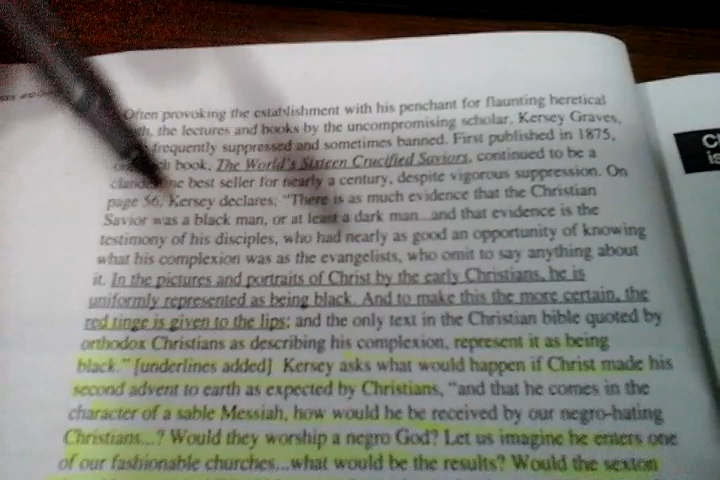 Often provoking the establishment with his penchant for flaunting heretical
the lectures and books by the uncompromising scholar, Kersey Graves,
frequently suppressed and sometimes banned. First published in 1875,
book, The World's Sixteen Crucified Saviors, continued to be a
best seller for nearly a century, despite vigorous suppression. On
page 56, Kersey declares; "There is as much evidence that the Christian
Savior was a black man, or at least a dark man...and that evidence is the
testimony of his disciples, who had nearly as good an opportunity of knowing
what his complexion was as the evangelists, who omit to say anything about
it. In the pictures and portraits of Christ by the early Christians, he is
uniformly represented as being black. And to make this the more certain, the
red tinge is given to the lips; and the only text in the Christian bible quoted by
orthodox Christians as describing his complexion, represent it as being
black." [underlines added] Kersey asks what would happen if Christ made his
second advent to earth as expected by Christians, "and that he comes in the
character of a sable Messiah, how would he be received by our negro-hating
Christians...? Would they worship a negro God? Let us imagine he enters one
of our fashionable churches...what would be the results? Would the sexton